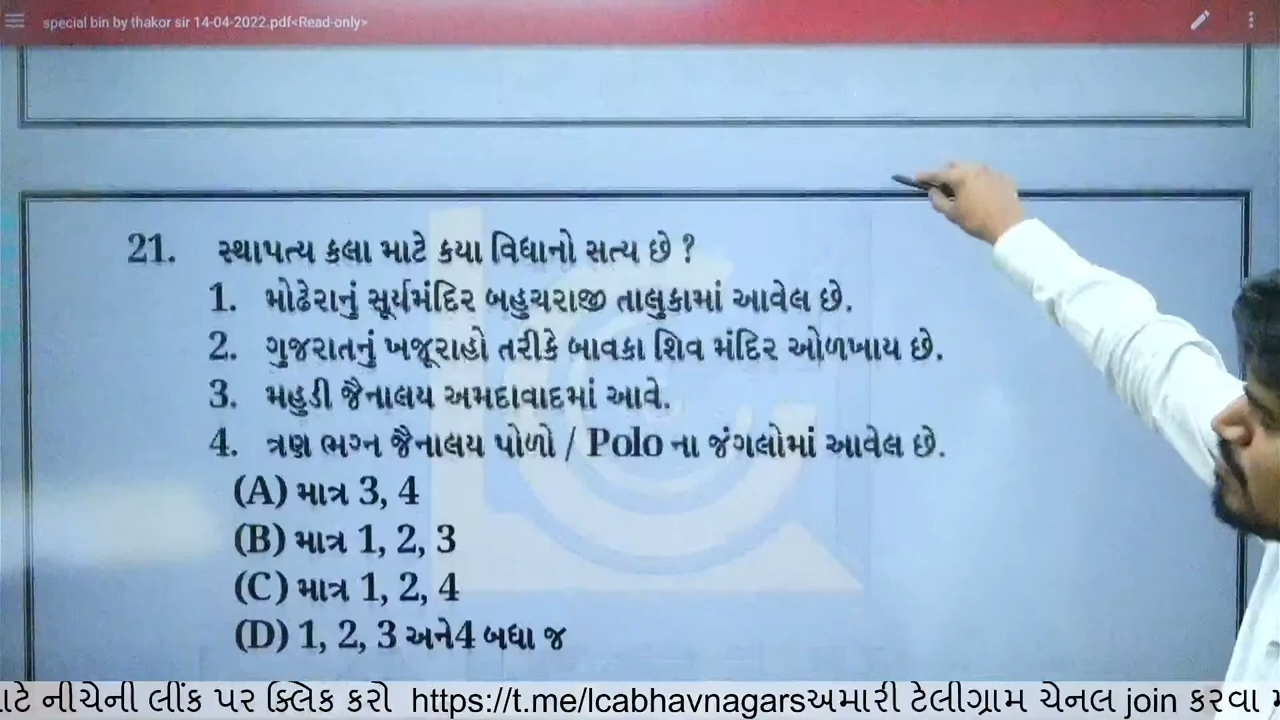 special bin by thakor sir 14-04-2022.pdf<Read-only>
21. સ્થાપત્ય કલા માટે કયા વિધાનો સત્ય છે ?
1. મોઢેરાનું સૂર્યમંદિર બહુચરાજી તાલુકામાં આવેલ છે.
2. ગુજરાતનું ખજૂરાહો તરીકે બાવકા શિવ મંદિર ઓળખાય છે.
3. મહુડી જૈનાલય અમદાવાદમાં આવે.
4. ત્રણ ભગ્ન જૈનાલય પોળો / Polo ના જંગલોમાં આવેલ છે.
(A) માત્ર 3, 4
(B) માત્ર 1, 2, 3
(C) માત્ર 1, 2, 4
(D) 1, 2, 3 અને4 બધા જ
નીચેની લીંક પર ક્લિક કરો https://t.me/lcabhavnagarsઅમારી ટેલીગ્રામ ચેનલ join કરવા